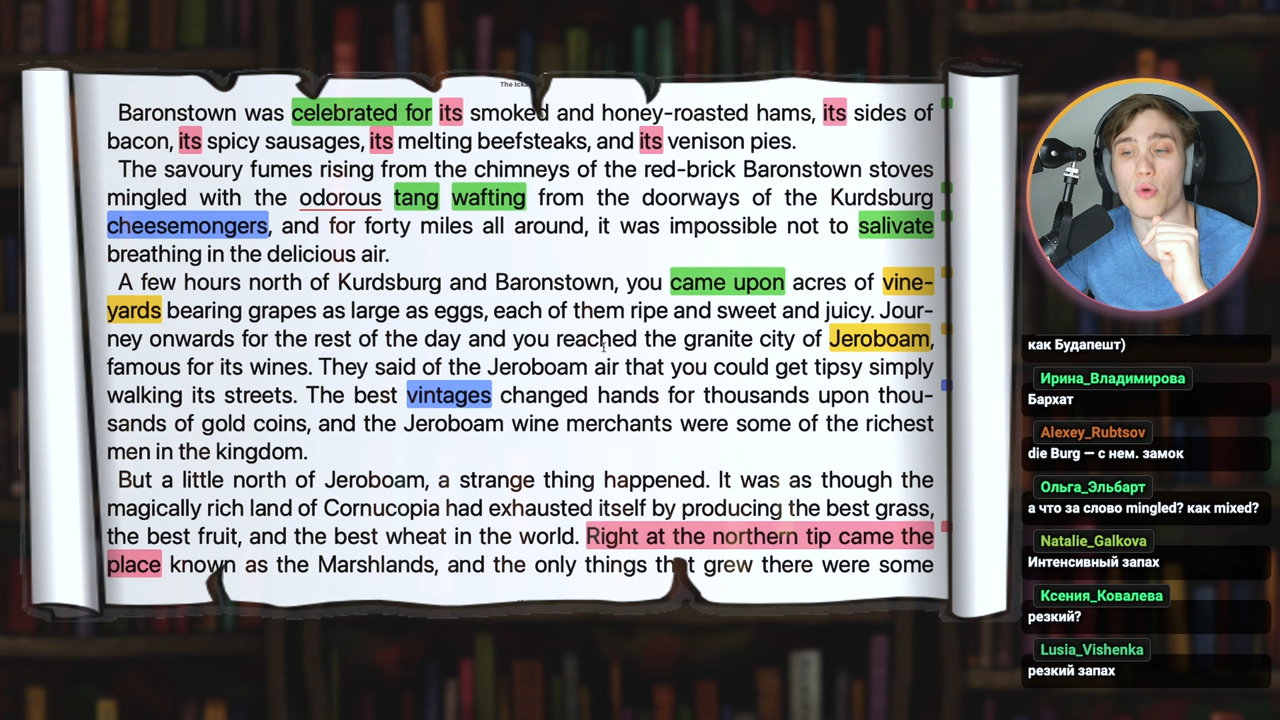 The Icka
Baronstown was celebrated for its smoked and honey-roasted hams, its sides of
bacon, its spicy sausages, its melting beefsteaks, and its venison pies.
The savoury fumes rising from the chimneys of the red-brick Baronstown stoves
mingled with the odorous tang wafting from the doorways of the Kurdsburg
cheesemongers, and for forty miles all around, it was impossible not to salivate
breathing in the delicious air.
A few hours north of Kurdsburg and Baronstown, you came upon acres of vine-
yards bearing grapes as large as eggs, each of them ripe and sweet and juicy. Jour-
ney onwards for the rest of the day and you reached the granite city of Jeroboam,
famous for its wines. They said of the Jeroboam air that you could get tipsy simply
walking its streets. The best vintages changed hands for thousands upon thou-
sands of gold coins, and the Jeroboam wine merchants were some of the richest
men in the kingdom.
But a little north of Jeroboam, a strange thing happened. It was as though the
magically rich land of Cornucopia had exhausted itself by producing the best grass,
the best fruit, and the best wheat in the world. Right at the northern tip came the
place known as the Marshlands, and the only things that grew there were some
как Будапешт)
Ирина_Владимирова
Бархат
Alexey_Rubtsov
die Burg — с нем. замок
Ольга_Эльбарт
а что за слово mingled? как mixed?
Natalie_Galkova
Интенсивный запах
Ксения_Ковалева
резкий?
Lusia_Vishenka
резкий запах